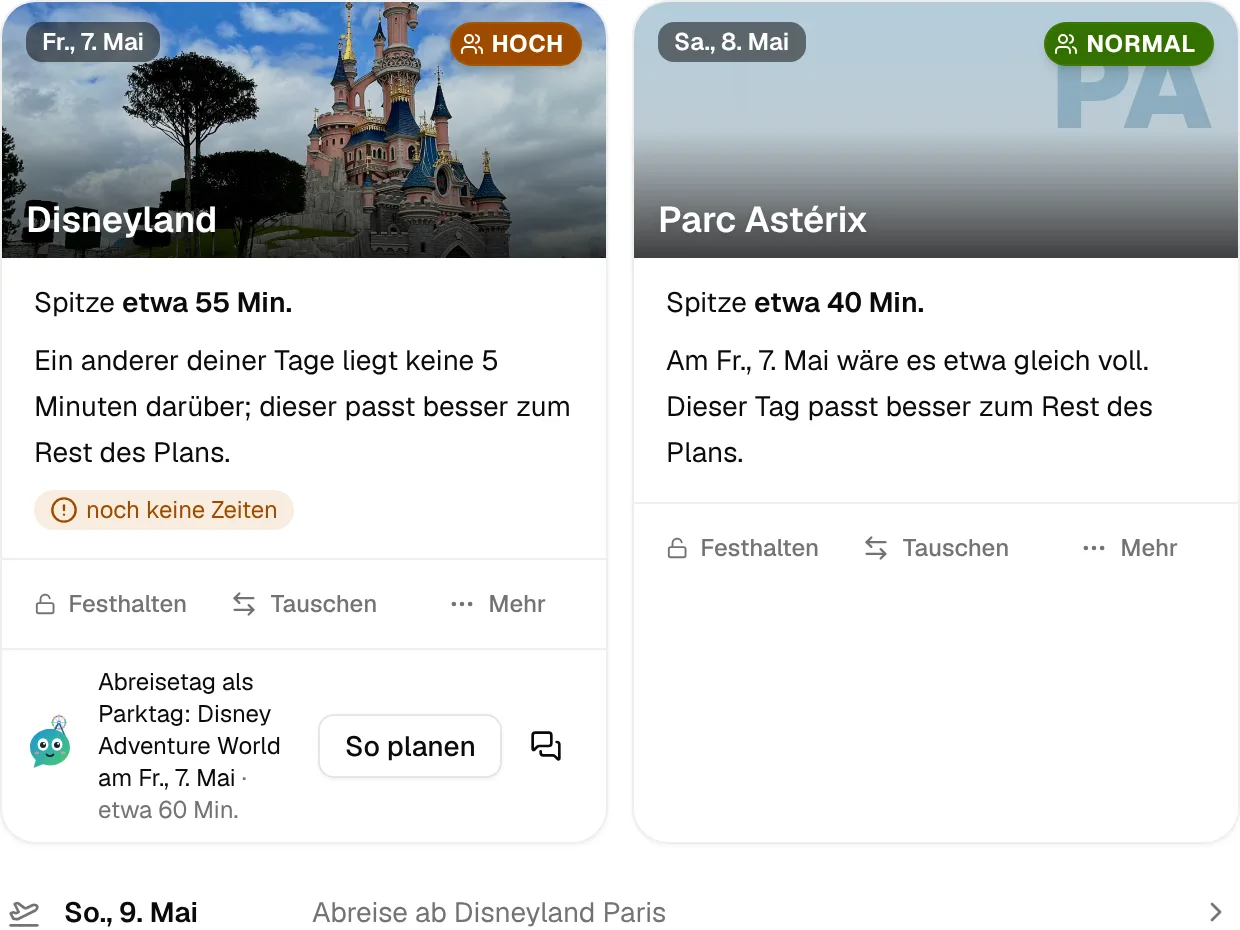 Fr., 7. Mai
HOCH
Disneyland
Spitze etwa 55 Min.
Ein anderer deiner Tage liegt keine 5
Minuten darüber; dieser passt besser zum
Rest des Plans.
noch keine Zeiten
Festhalten
Tauschen
Mehr
Abreisetag als
Parktag: Disney
Adventure World
am Fr., 7. Mai ·
etwa 60 Min.
So planen
Sa., 8. Mai
NORMAL
PA
Parc Astérix
Spitze etwa 40 Min.
Am Fr., 7. Mai wäre es etwa gleich voll.
Dieser Tag passt besser zum Rest des
Plans.
Festhalten
Tauschen
Mehr
So., 9. Mai
Abreise ab Disneyland Paris